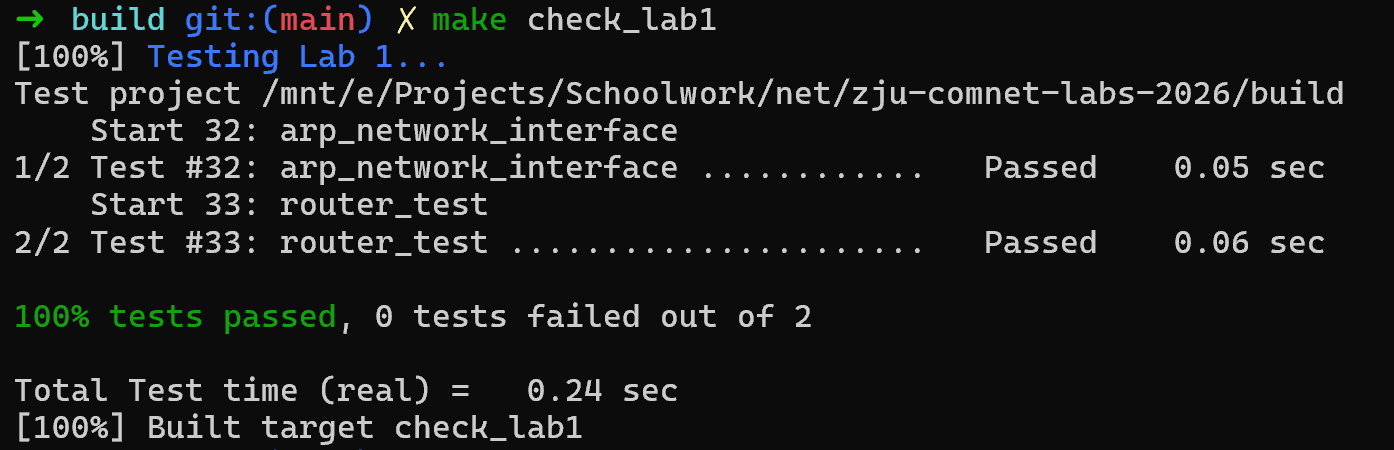 ➜ build git:(main) ✗ make check_lab1
[100%] Testing Lab 1...
Test project /mnt/e/Projects/Schoolwork/net/zju-comnet-labs-2026/build
    Start 32: arp_network_interface
1/2 Test #32: arp_network_interface ............   Passed    0.05 sec
    Start 33: router_test
2/2 Test #33: router_test ......................   Passed    0.06 sec
100% tests passed, 0 tests failed out of 2
Total Test time (real) =   0.24 sec
[100%] Built target check_lab1